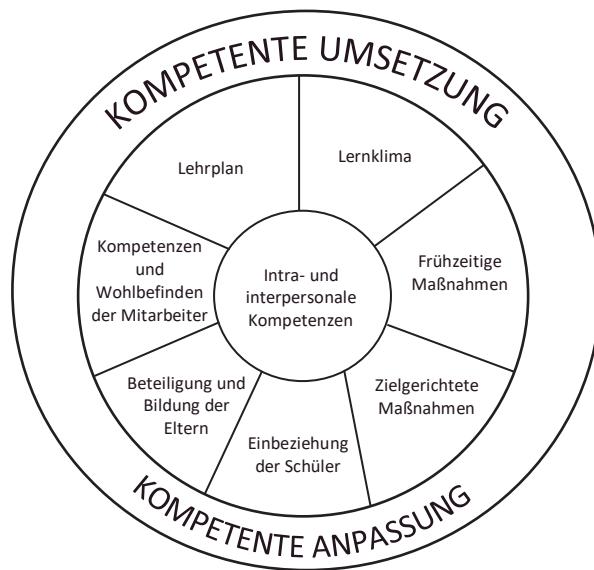 KOMPETENTE UMSETZUNG
Lehrplan
Lernklima
Kompetenzen
und
Wohlbefinden
der Mitarbeiter
Intra- und
interpersonale
Kompetenzen
Frühzeitige
Maßnahmen
Beteiligung und
Bildung der
Eltern
Zielgerichtete
Maßnahmen
Einbeziehung
der Schüler
KOMPETENTE ANPASSUNG